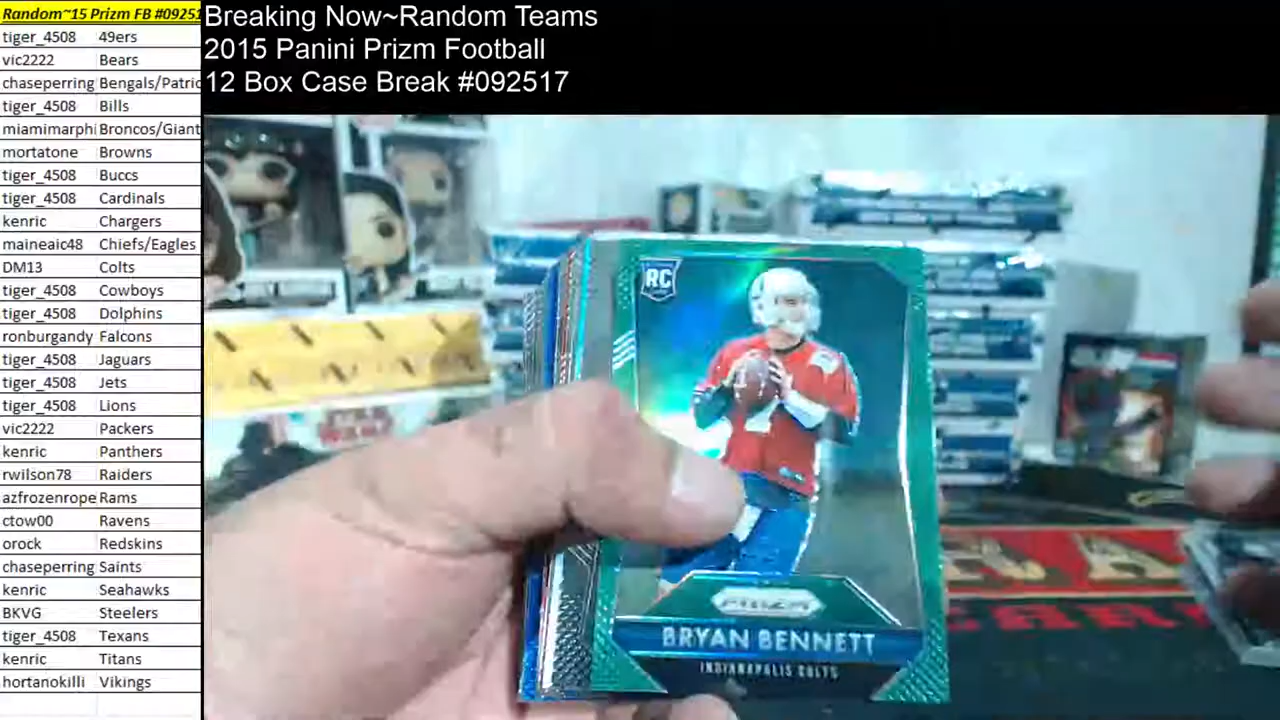 Random~15 Prizm FB #09251
tiger_4508 49ers
vic2222 Bears
chaseperring Bengals/Patric
tiger_4508 Bills
miamimarphi Broncos/Giant
mortatone Browns
tiger_4508 Buccs
tiger_4508 Cardinals
kenric Chargers
maineaic48 Chiefs/Eagles
DM13 Colts
tiger_4508 Cowboys
tiger_4508 Dolphins
ronburgandy Falcons
tiger_4508 Jaguars
tiger_4508 Jets
tiger_4508 Lions
vic2222 Packers
kenric Panthers
rwilson78 Raiders
azfrozenrope Rams
ctow00 Ravens
orock Redskins
chaseperring Saints
kenric Seahawks
BKVG Steelers
tiger_4508 Texans
kenric Titans
hortanokilli Vikings
Breaking Now~Random Teams
2015 Panini Prizm Football
12 Box Case Break #092517
RC
PRIZM
BRYAN BENNETT
INDIANAPOLIS COLTS
STAR WARS